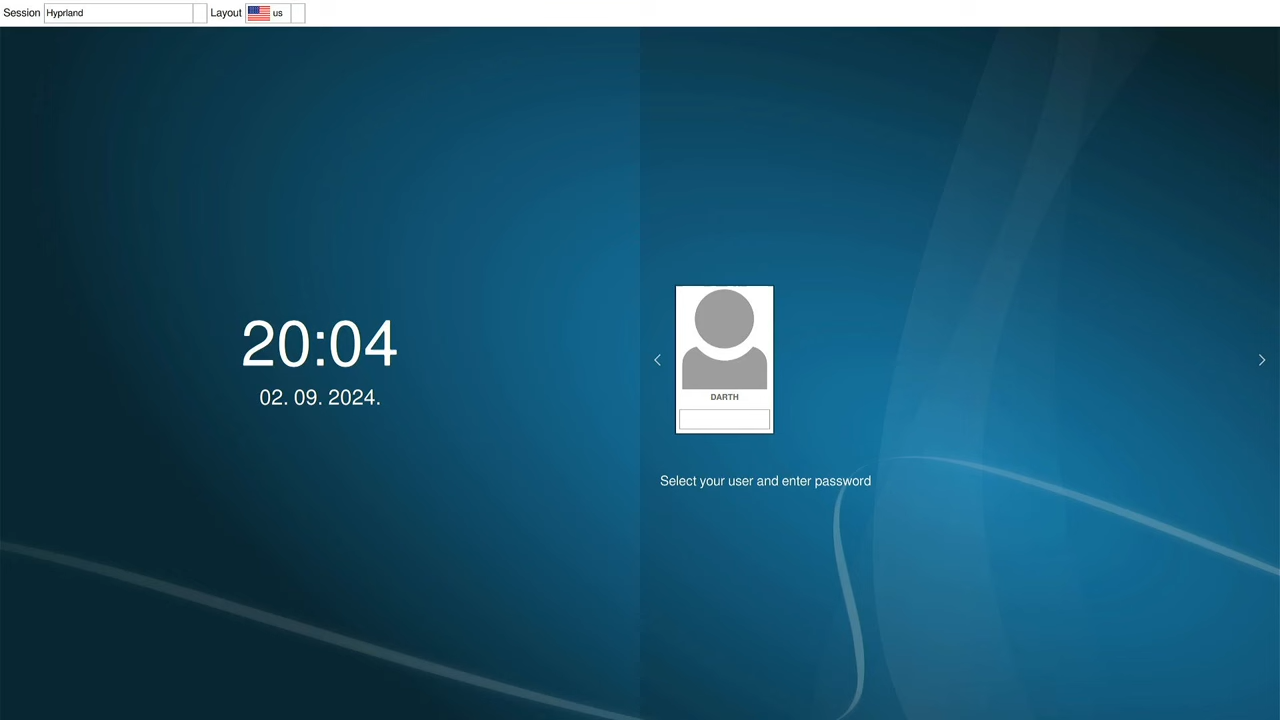 Session Hyprland Layout us
20:04
02. 09. 2024.
DARTH
Select your user and enter password